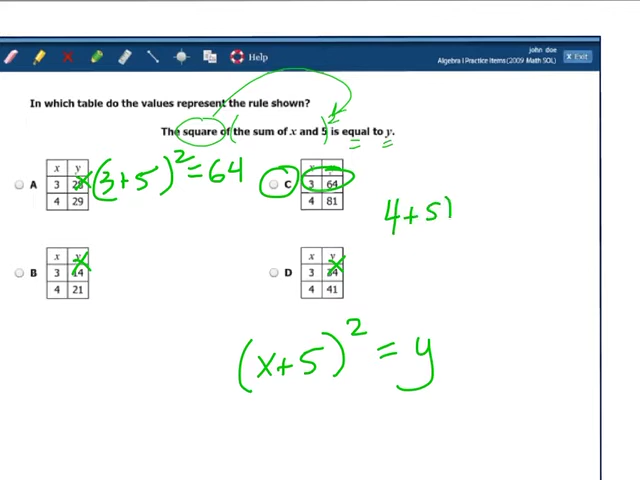 john doe
Help
Algebra I Practice Items (2009 Math SOL)
Exit
In which table do the values represent the rule shown?
The square of (the sum of x and 5)² is equal to y.
= =
A
x y
3 28
4 29
(3+5)² = 64
C
x y
3 64
4 81
4+5)
B
x y
3 14
4 21
D
x y
3 34
4 41
(x+5)² = y